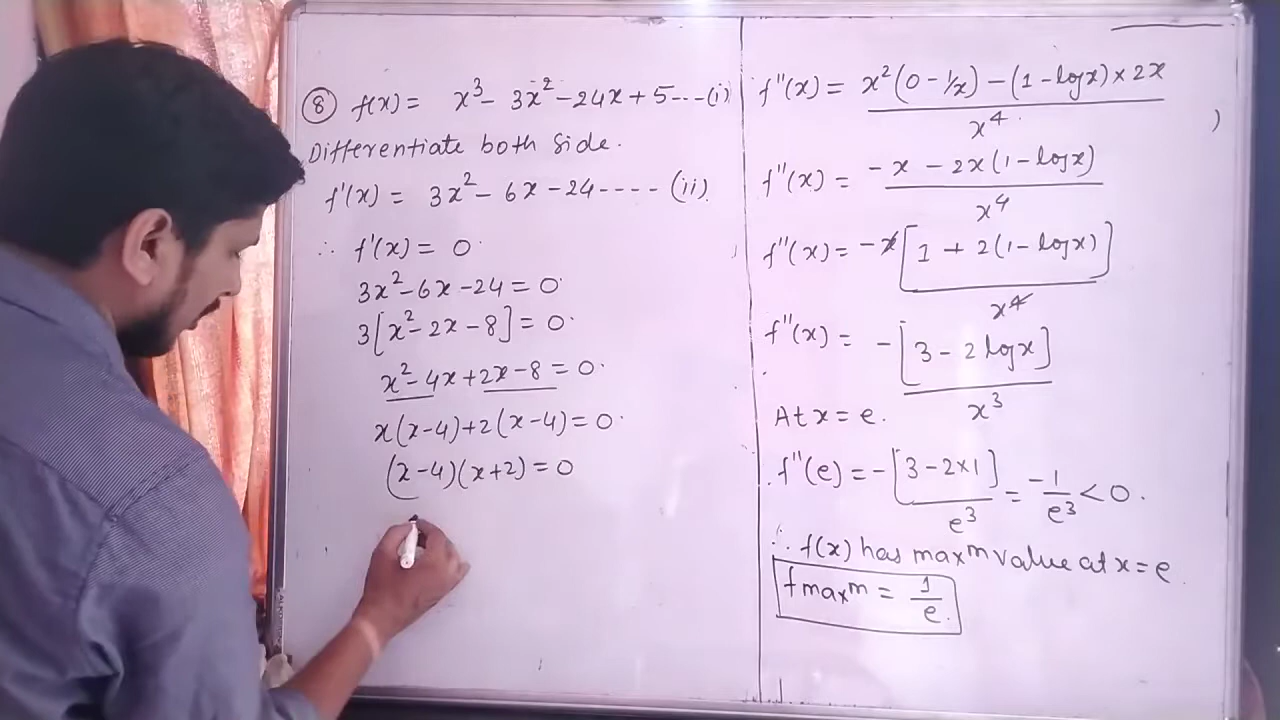 ⑧ f(x) = x³ - 3x² - 24x + 5 --- (i)
Differentiate both side.
f'(x) = 3x² - 6x - 24 ---- (ii)
∴ f'(x) = 0
3x² - 6x - 24 = 0
3[x² - 2x - 8] = 0
x² - 4x + 2x - 8 = 0
x(x-4) + 2(x-4) = 0
(x-4)(x+2) = 0
f''(x) = x²(0 - 1/x) - (1 - log x) × 2x / x⁴
f''(x) = -x - 2x(1 - log x) / x⁴
f''(x) = -x[1 + 2(1 - log x)] / x⁴
f''(x) = -[3 - 2 log x] / x³
At x = e.
f''(e) = -[3 - 2×1] / e³ = -1/e³ < 0.
∴ f(x) has maxᵐ value at x = e.
fmaxᵐ = 1/e.